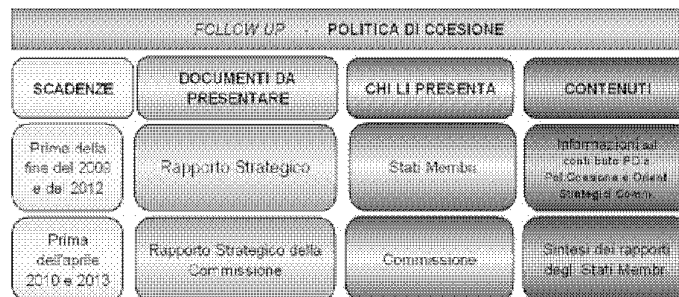 FOLLOW UP - POLITICA DI COESIONE
SCADENZE
DOCUMENTI DA
PRESENTARE
CHI LI PRESENTA
CONTENUTI
Prima della
fine del 2009
e del 2012
Rapporto Strategico
Stati Membri
Informazioni sul
contributo PO a
Pol.Coesione e Orient.
Strategici Comm.
Prima
dell'aprile
2010 e 2013
Rapporto Strategico della
Commissione
Commissione
Sintesi dei rapporti
degli Stati Membri